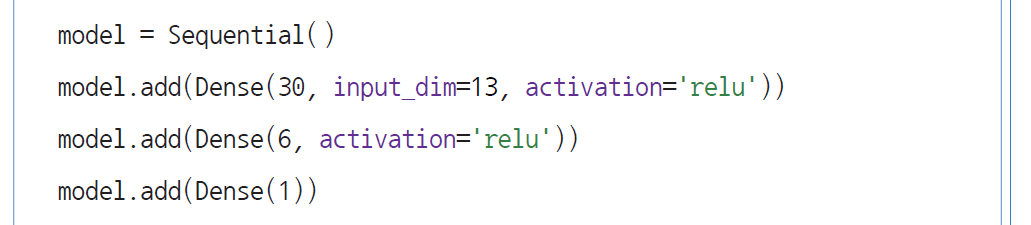 model = Sequential()
model.add(Dense(30, input_dim=13, activation='relu'))
model.add(Dense(6, activation='relu'))
model.add(Dense(1))